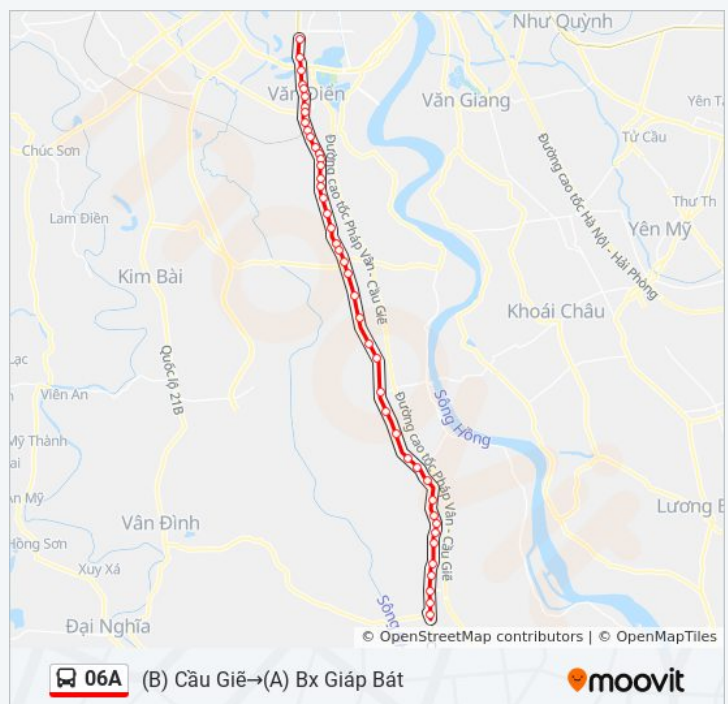 Như Quỳnh
Văn Điển
Văn Giang
Yên
Tử Cầu
Chúc Sơn
Đường cao tốc Pháp Vân - Cầu Giẽ
Đường cao tốc Hà Nội - Hải Phòng
Thư Th
Lam Điền
Yên Mỹ
Kim Bài
Khoái Châu
Quốc lộ 21B
Lạc
Viên An
Sông Hồng
Đường cao tốc Pháp Vân - Cầu Giẽ
Mỹ Thành
ai
An Mỹ
Lương B
Vân Đình
Hồng Sơn
Xuy Xá
Đại Nghĩa
Sông
© OpenStreetMap contributors | © OpenMapTiles
06A (B) Cầu Giẽ→(A) Bx Giáp Bát
moovit